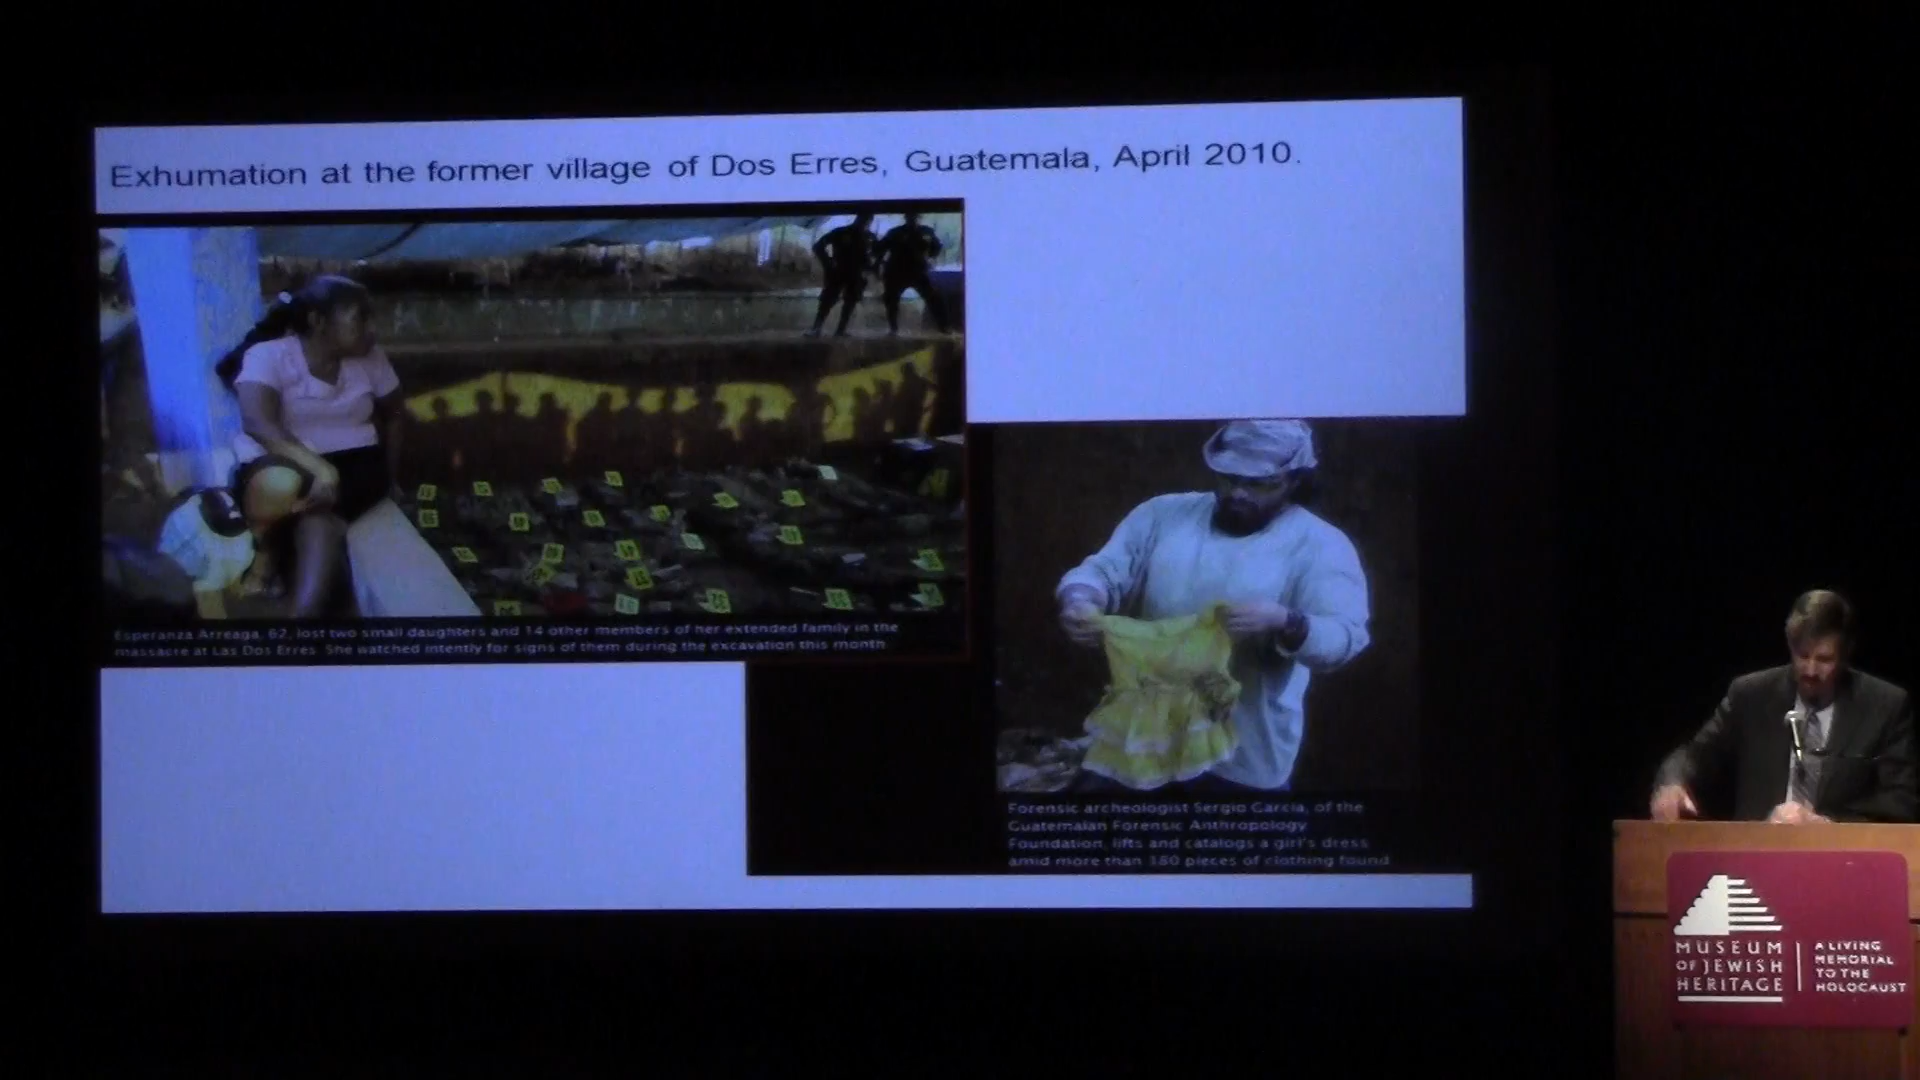 Exhumation at the former village of Dos Erres, Guatemala, April 2010.
Esperanza Arreaga, 62, lost two small daughters and 14 other members of her extended family in the
massacre at Las Dos Erres. She watched intently for signs of them during the excavation this month.
Forensic archeologist Sergio Garcia, of the
Guatemalan Forensic Anthropology
Foundation, lifts and catalogs a girl's dress
amid more than 180 pieces of clothing found
MUSEUM
OF JEWISH
HERITAGE
A LIVING
MEMORIAL
TO THE
HOLOCAUST